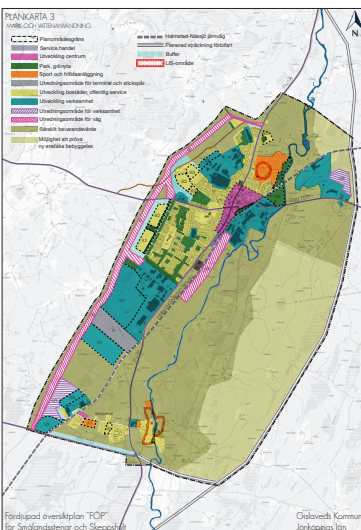 PLANKARTA 3
MARK- OCH VATTENANVÄNDNING
Planområdesgräns
Service,handel
Utveckling centrum
Park, grönyta
Sport och fritidsanläggning
Utredningsområde för terminal och stickspår
Utveckling bostäder, offentlig service
Utveckling verksamhet
Utredningsområde för verksamhet
Utredningsområde för väg
Särskilt bevarandevärde
Möjlighet att pröva
ny enstaka bebyggelse
Halmstad-Nässjö järnväg
Planerad sträckning förbifart
Buffer
LIS-område
N
Fördjupad översiktplan "FÖP"
för Smålandsstenar och Skeppshult
Gislaveds Kommun
Jönköpings län